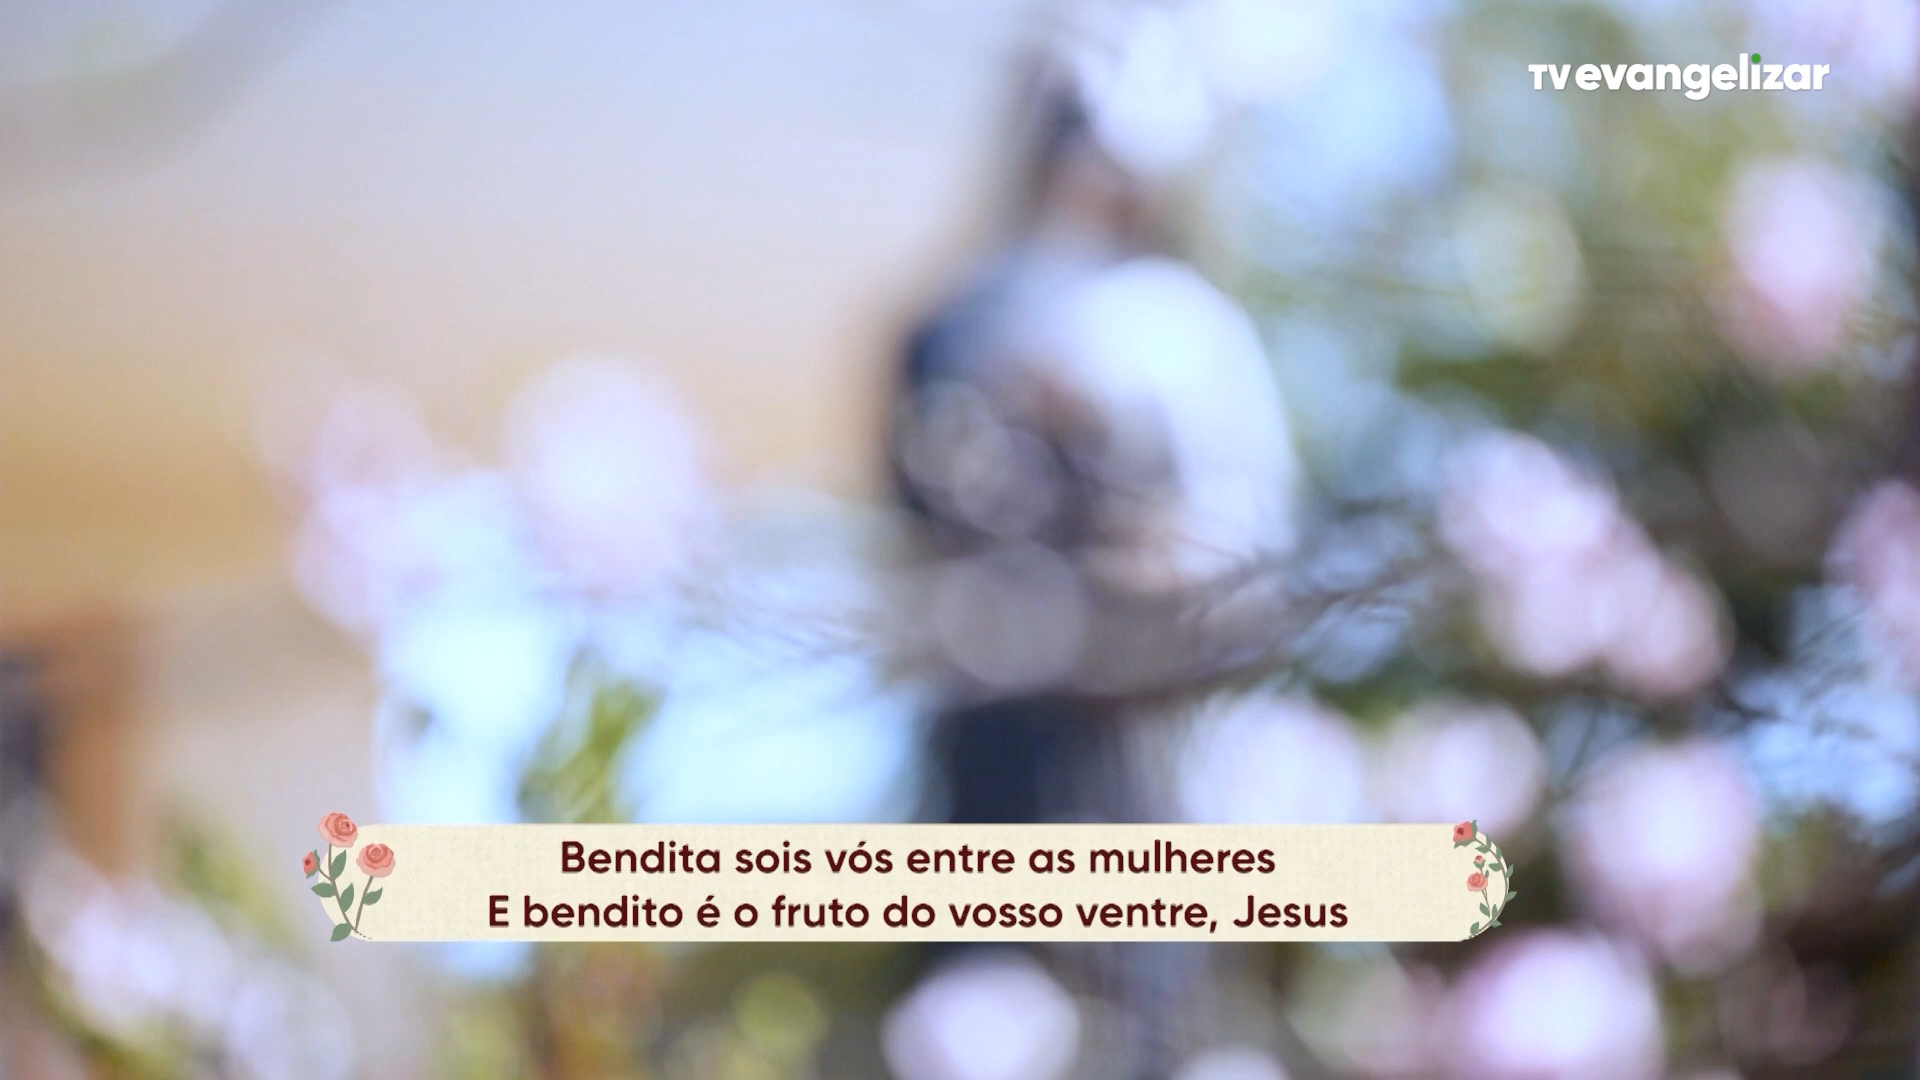 TVevangelizar
Bendita sois vós entre as mulheres
E bendito é o fruto do vosso ventre, Jesus